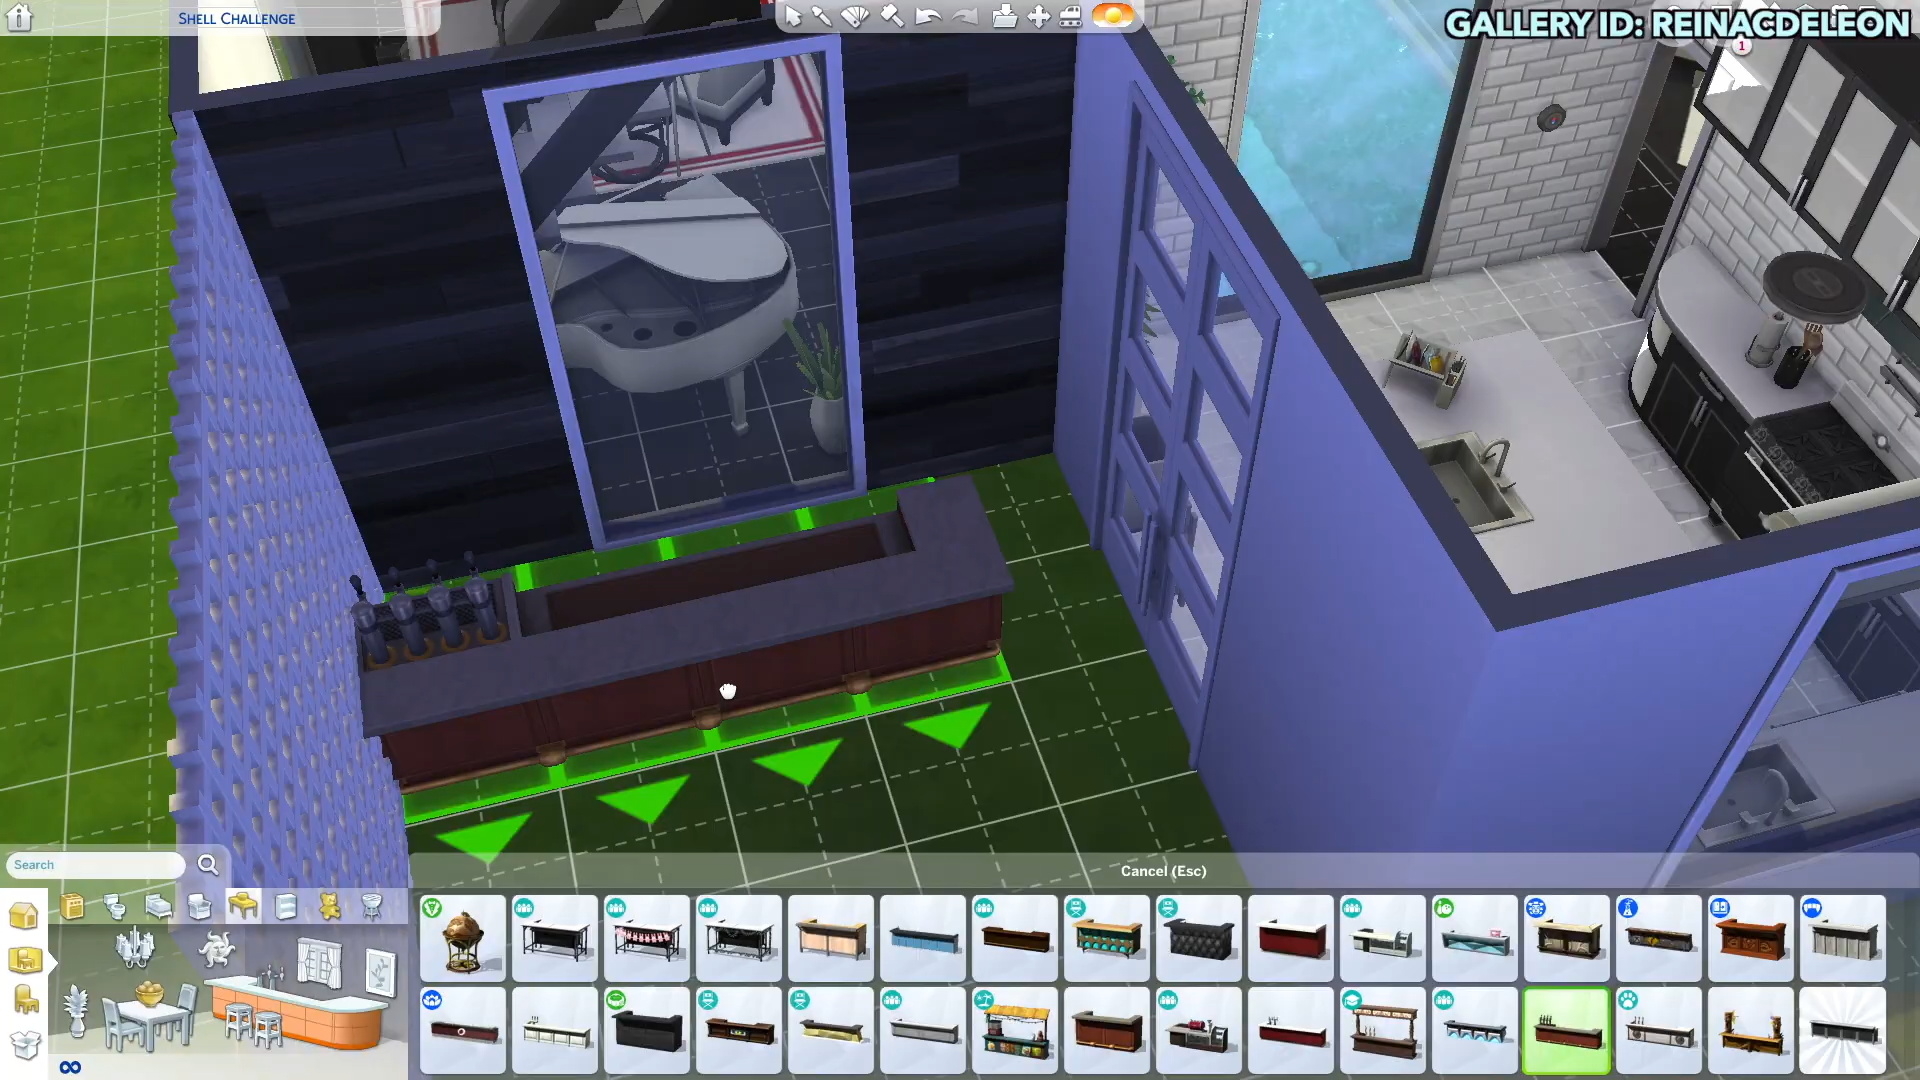 SHELL CHALLENGE
GALLERY ID: REINACDELEON
1
Search
Cancel (Esc)